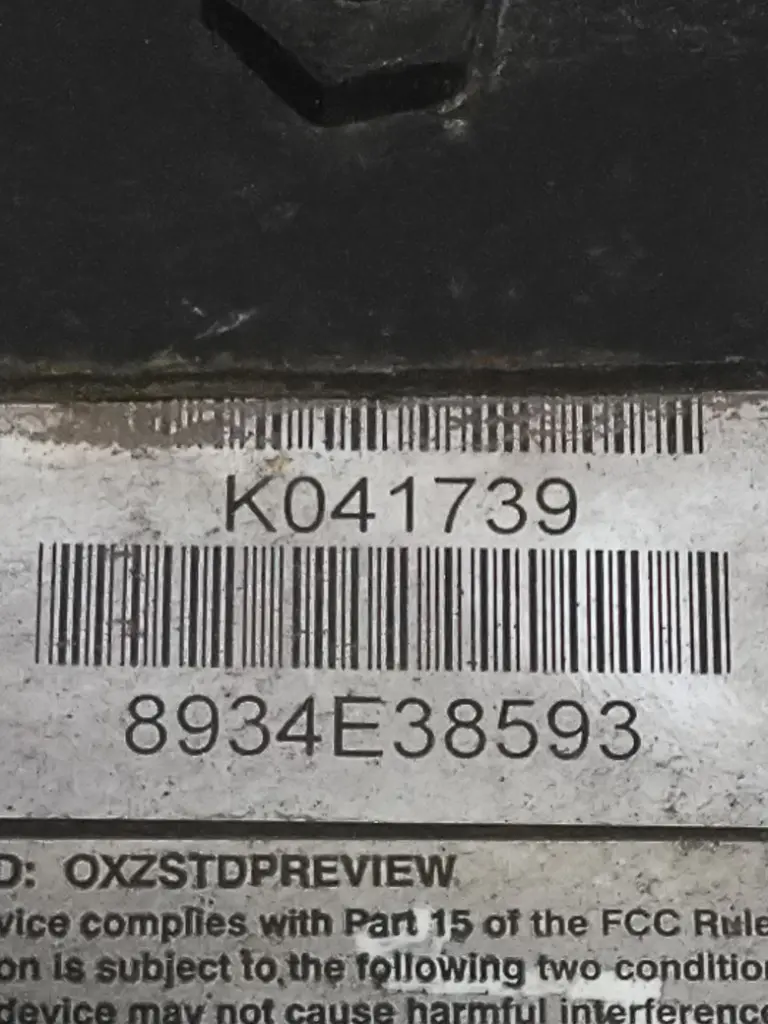 K041739
8934E38593
D: OXZSTDPREVIEW
vice complies with Part 15 of the FCC Rule
on is subject to the following two conditio
device may not cause harmful interferenc